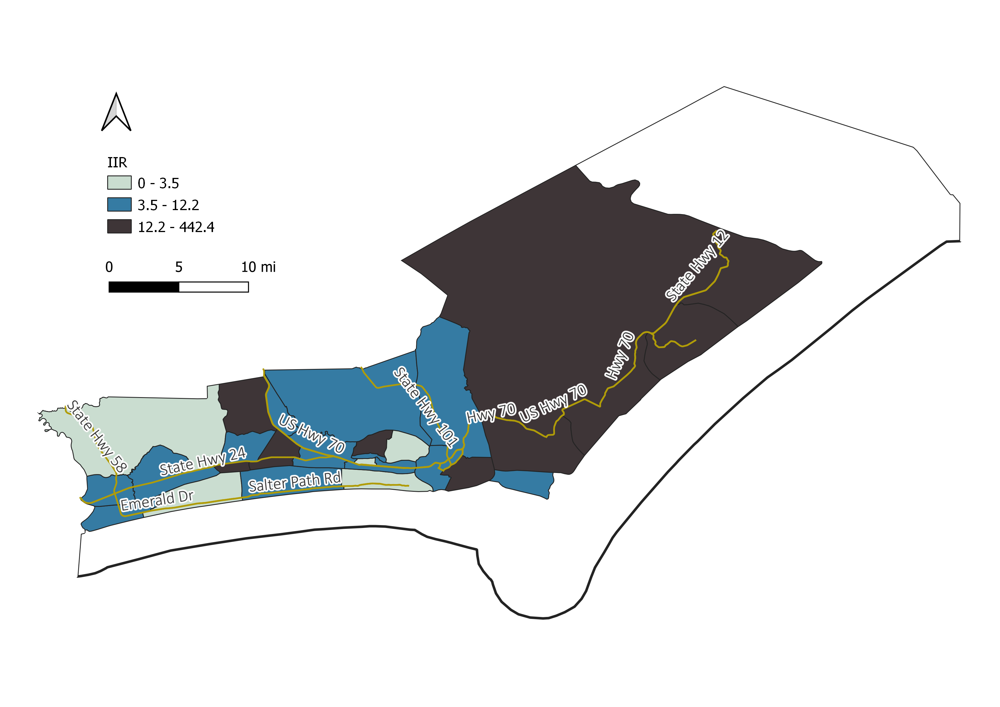 IIR
0 - 3.5
3.5 - 12.2
12.2 - 442.4
0 5 10 mi
State Hwy 12
Hwy 70
US Hwy 70
Hwy 70
State Hwy 101
US Hwy 70
State Hwy 58
State Hwy 24
Salter Path Rd
Emerald Dr